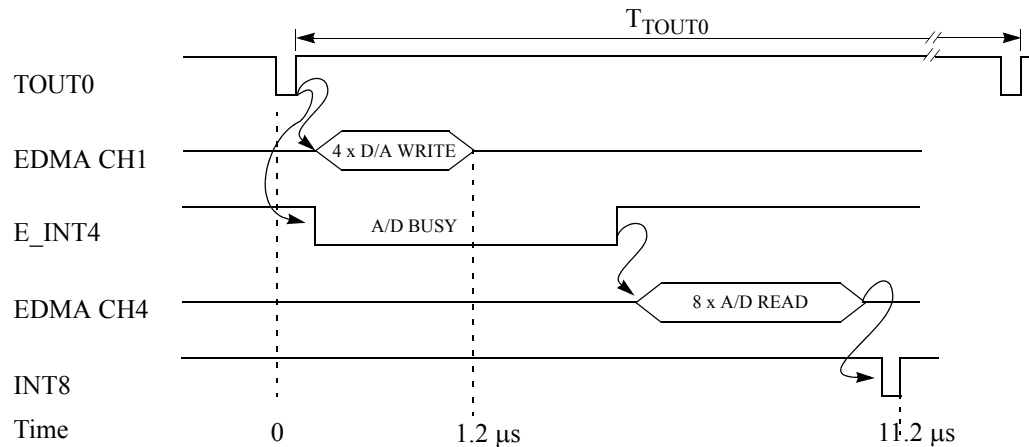 T_TOUT0
TOUT0
EDMA CH1
4 x D/A WRITE
E_INT4
A/D BUSY
EDMA CH4
8 x A/D READ
INT8
Time 0 1.2 μs 11.2 μs